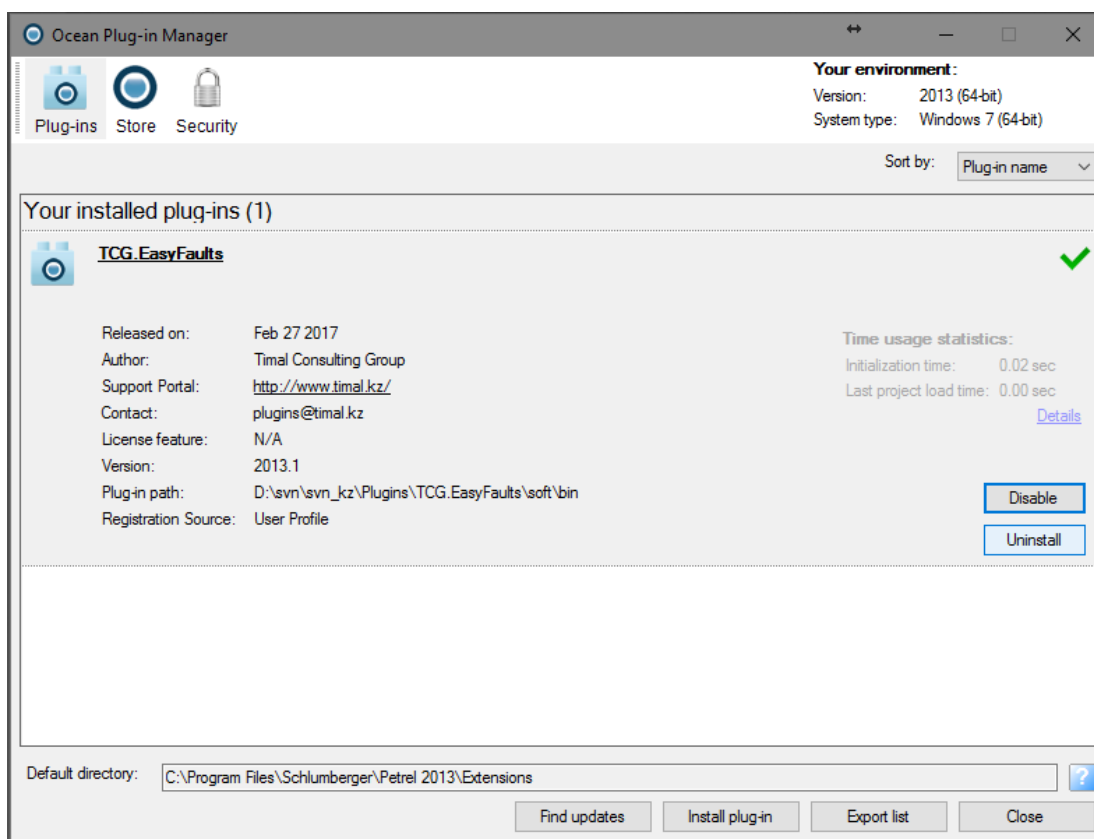 Ocean Plug-in Manager
Plug-ins Store Security
Your environment:
Version: 2013 (64-bit)
System type: Windows 7 (64-bit)
Sort by: Plug-in name
Your installed plug-ins (1)
TCG.EasyFaults
Released on: Feb 27 2017
Author: Timal Consulting Group
Support Portal: http://www.timal.kz/
Contact: plugins@timal.kz
License feature: N/A
Version: 2013.1
Plug-in path: D:\svn\svn_kz\Plugins\TCG.EasyFaults\soft\bin
Registration Source: User Profile
Time usage statistics:
Initialization time: 0.02 sec
Last project load time: 0.00 sec
Details
Disable
Uninstall
Default directory: C:\Program Files\Schlumberger\Petrel 2013\Extensions ?
Find updates Install plug-in Export list Close